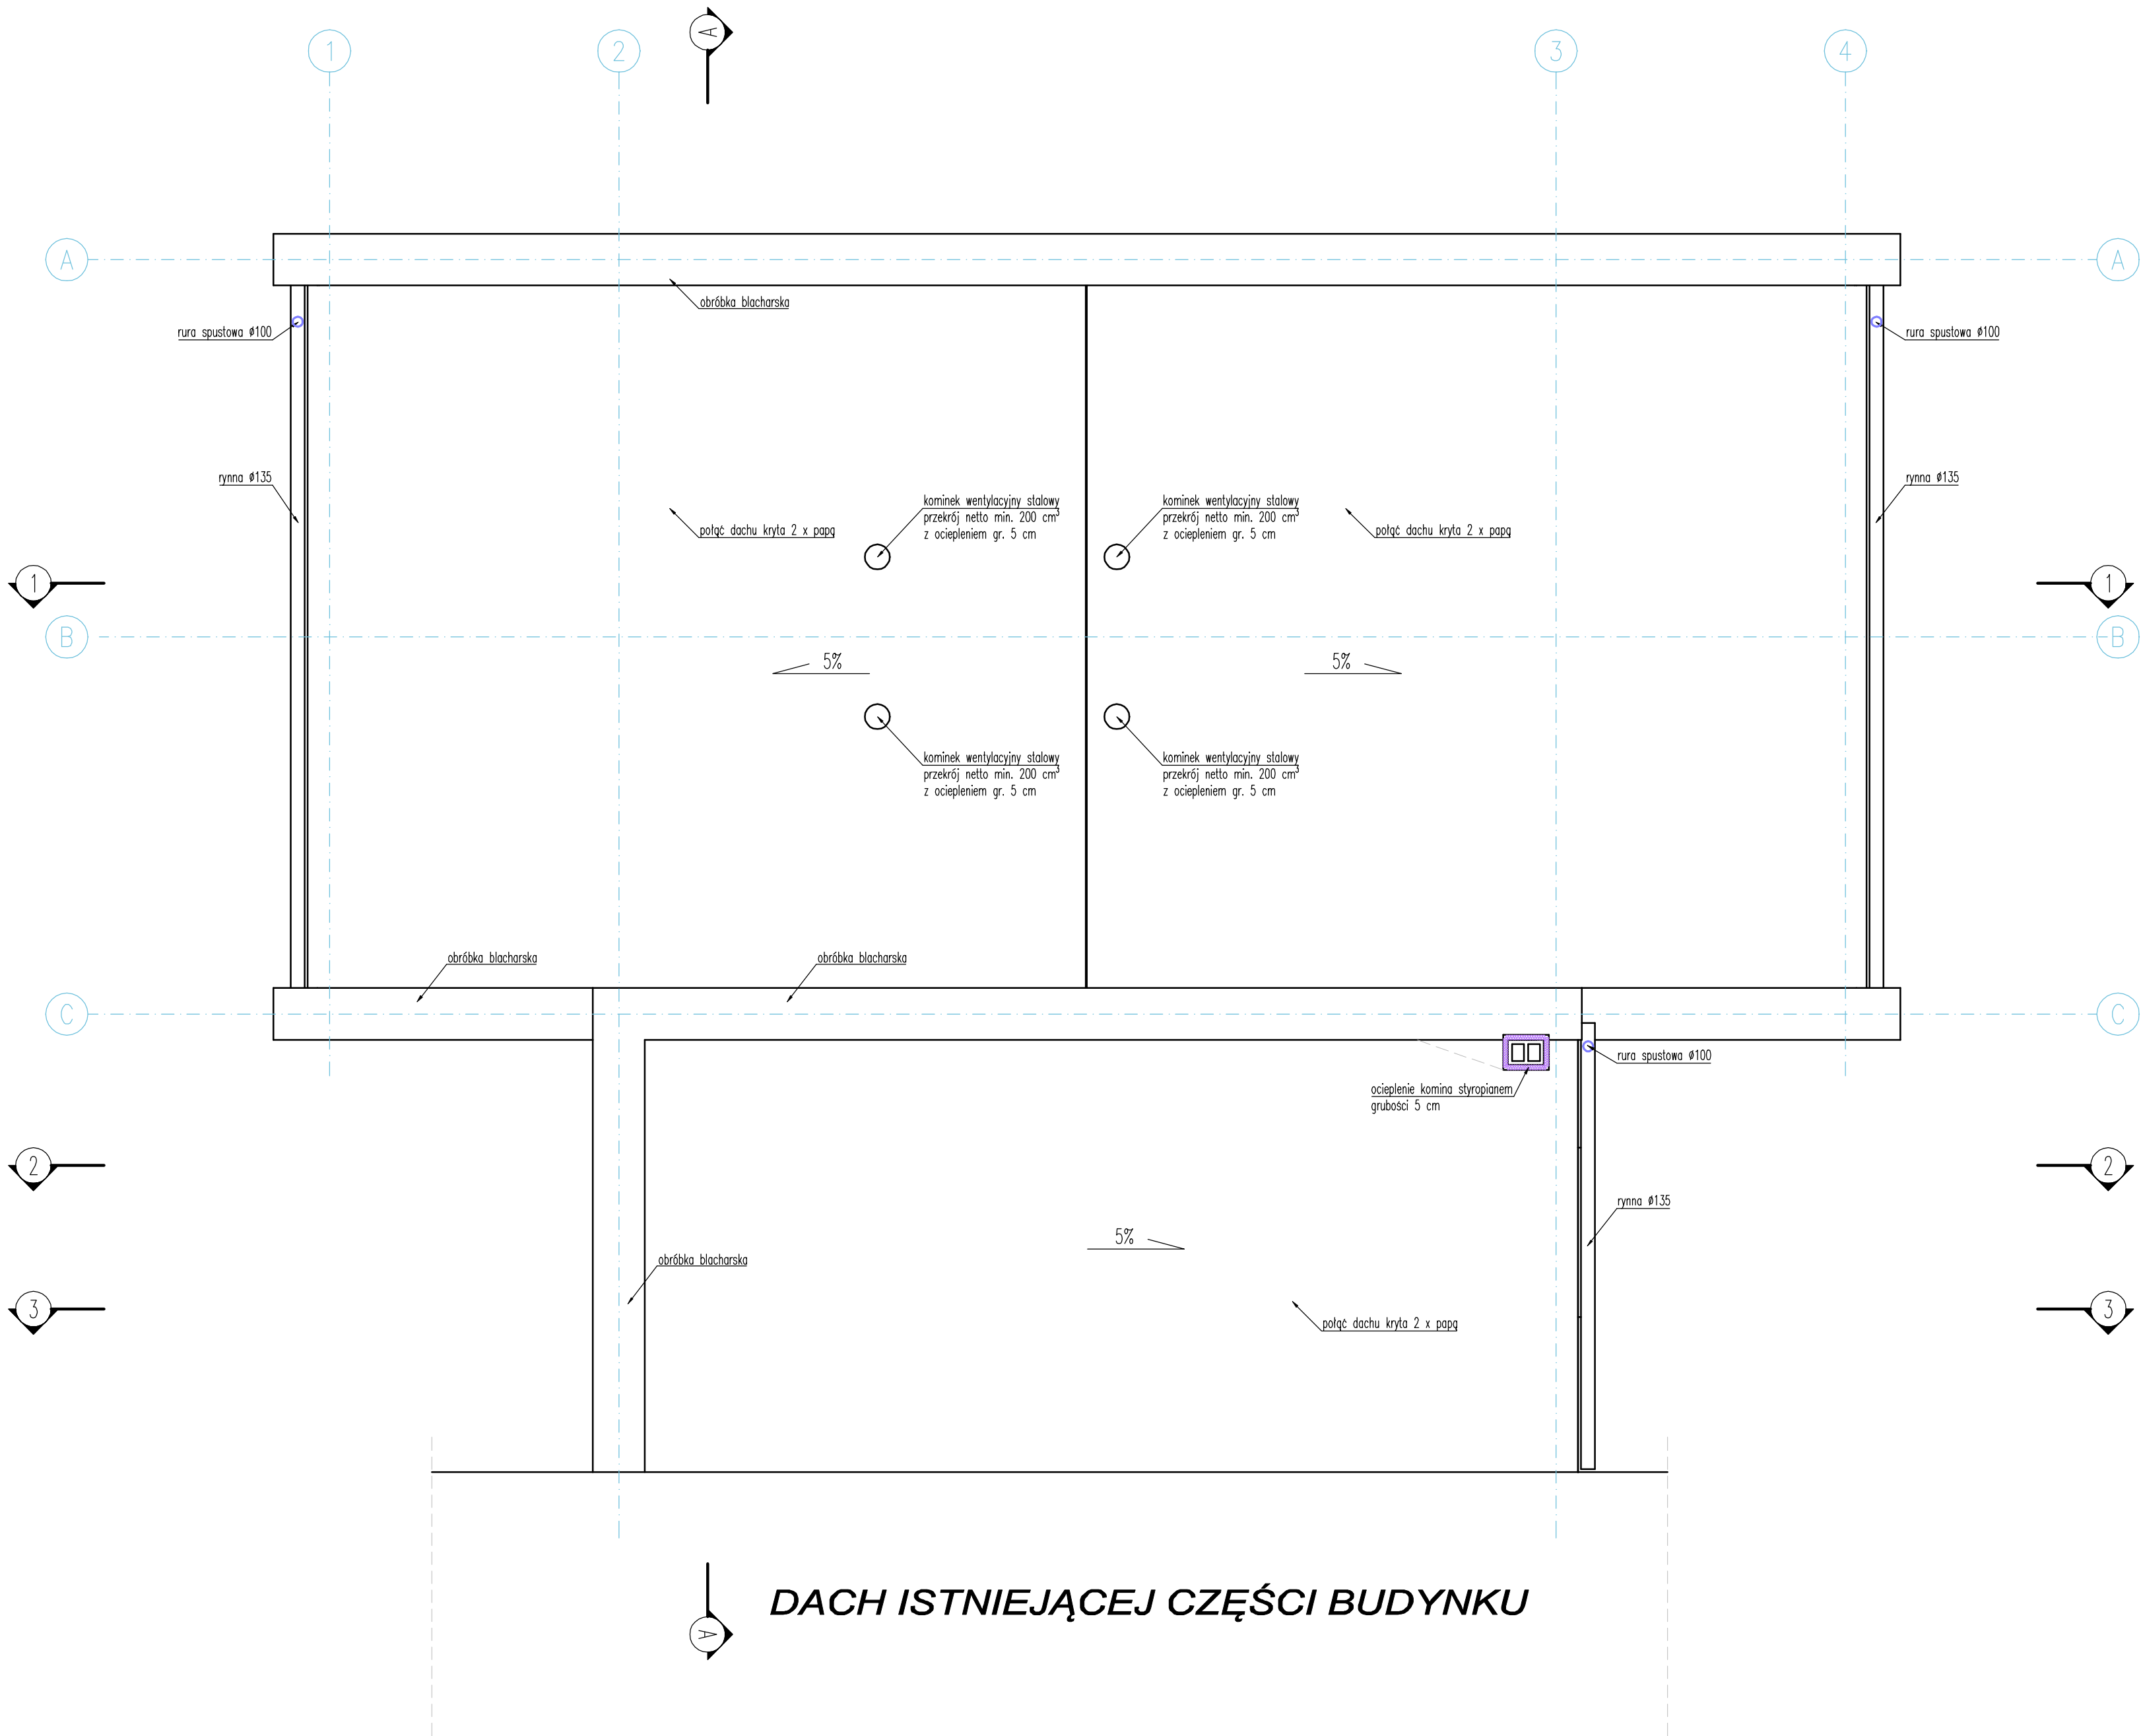 A
1
2
3
4
A
A
obróbka blacharska
rura spustowa Ø100
rura spustowa Ø100
rynna Ø135
rynna Ø135
kominek wentylacyjny stalowy
przekrój netto min. 200 cm³
z ociepleniem gr. 5 cm
kominek wentylacyjny stalowy
przekrój netto min. 200 cm³
z ociepleniem gr. 5 cm
połąć dachu kryta 2 x papą
połąć dachu kryta 2 x papą
1
1
B
B
5%
5%
kominek wentylacyjny stalowy
przekrój netto min. 200 cm³
z ociepleniem gr. 5 cm
kominek wentylacyjny stalowy
przekrój netto min. 200 cm³
z ociepleniem gr. 5 cm
obróbka blacharska
obróbka blacharska
C
C
rura spustowa Ø100
ocieplenie komina styropianem
grubości 5 cm
2
2
rynna Ø135
5%
obróbka blacharska
3
3
połąć dachu kryta 2 x papą
DACH ISTNIEJĄCEJ CZĘŚCI BUDYNKU
A